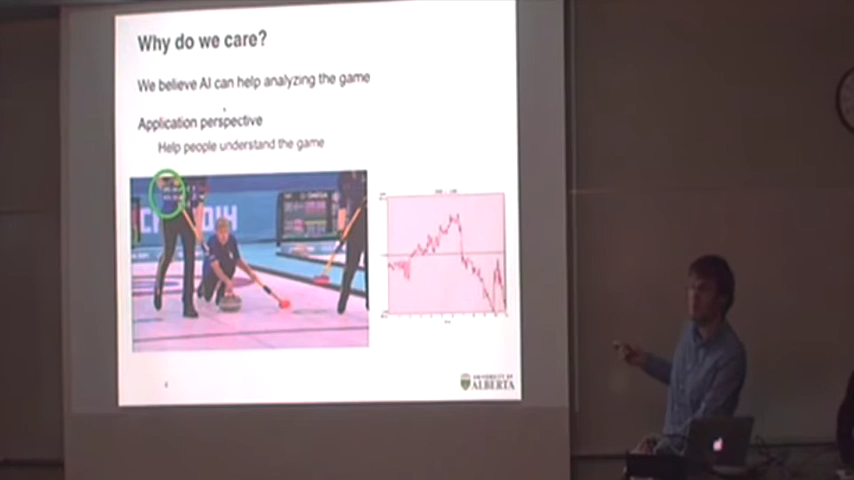 Why do we care?
We believe AI can help analyzing the game
Application perspective
Help people understand the game
UNIVERSITY OF
ALBERTA